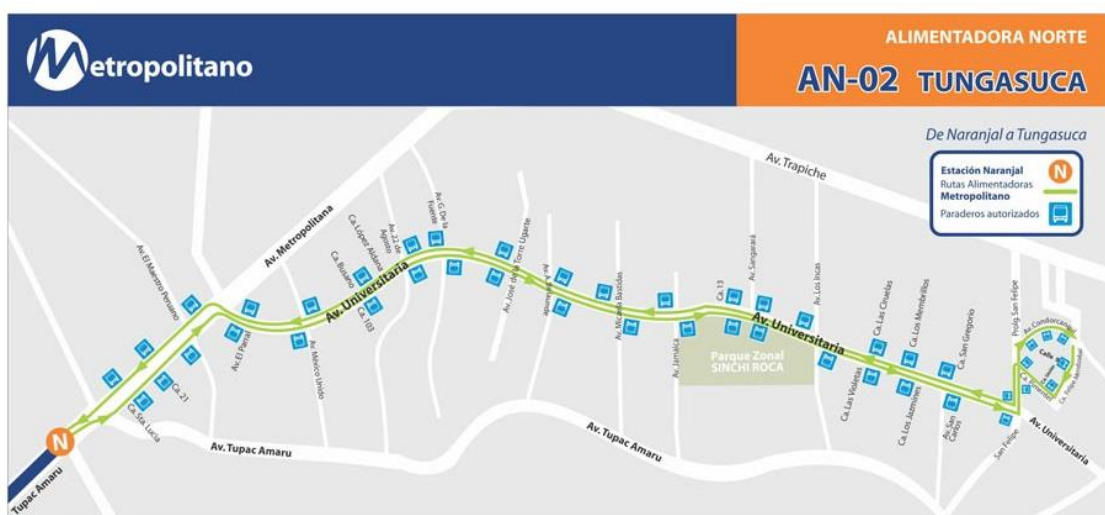 Metropolitano
ALIMENTADORA NORTE
AN-02 TUNGASUCA
De Naranjal a Tungasuca
Estación Naranjal
N
Rutas Alimentadoras
Metropolitano
Paraderos autorizados
Av. Trapiche
Av. Metropolitana
Av. El Maestro Peruano
Ca. Busano
Ca. Lopez Aldana
Av. 22 de
Agosto
Av. G. De la
Fuente
Av. José de la Torre Ugarte
Av. Universitaria
Ca. 103
Av. México Unido
Av. El Parral
Ca. 21
Ca. Sta. Lucía
N
Tupac Amaru
Av. Tupac Amaru
Av. Tupac Amaru
Av. Micaela Bastidas
Av. Jamaica
Ca. 13
Av. Sangarará
Av. Los Incas
Av. Universitaria
Parque Zonal
SINCHI ROCA
Ca. Las Violetas
Ca. Las Ciruelas
Ca. Los Membrillos
Ca. Los Jazmines
Ca. San Gregorio
Av. San
Carlos
San Felipe
Prolg. San Felipe
Av. Condorcanqui
Calle
Av. Universitaria